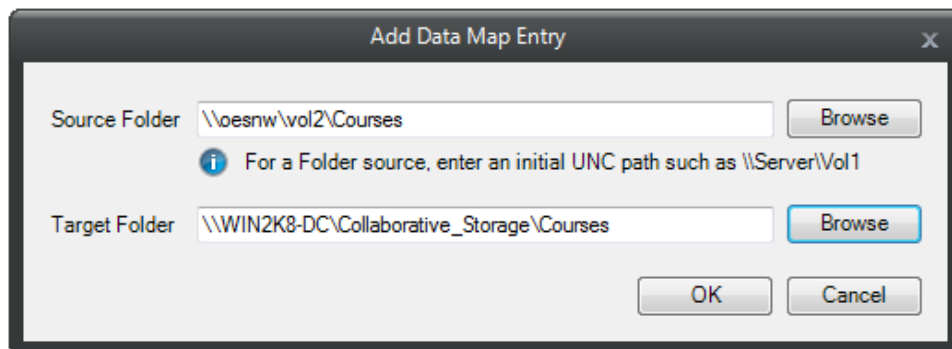 Add Data Map Entry
x
Source Folder \\oesnw\vol2\Courses Browse
i For a Folder source, enter an initial UNC path such as \\Server\Vol1
Target Folder \\WIN2K8-DC\Collaborative_Storage\Courses Browse
OK Cancel